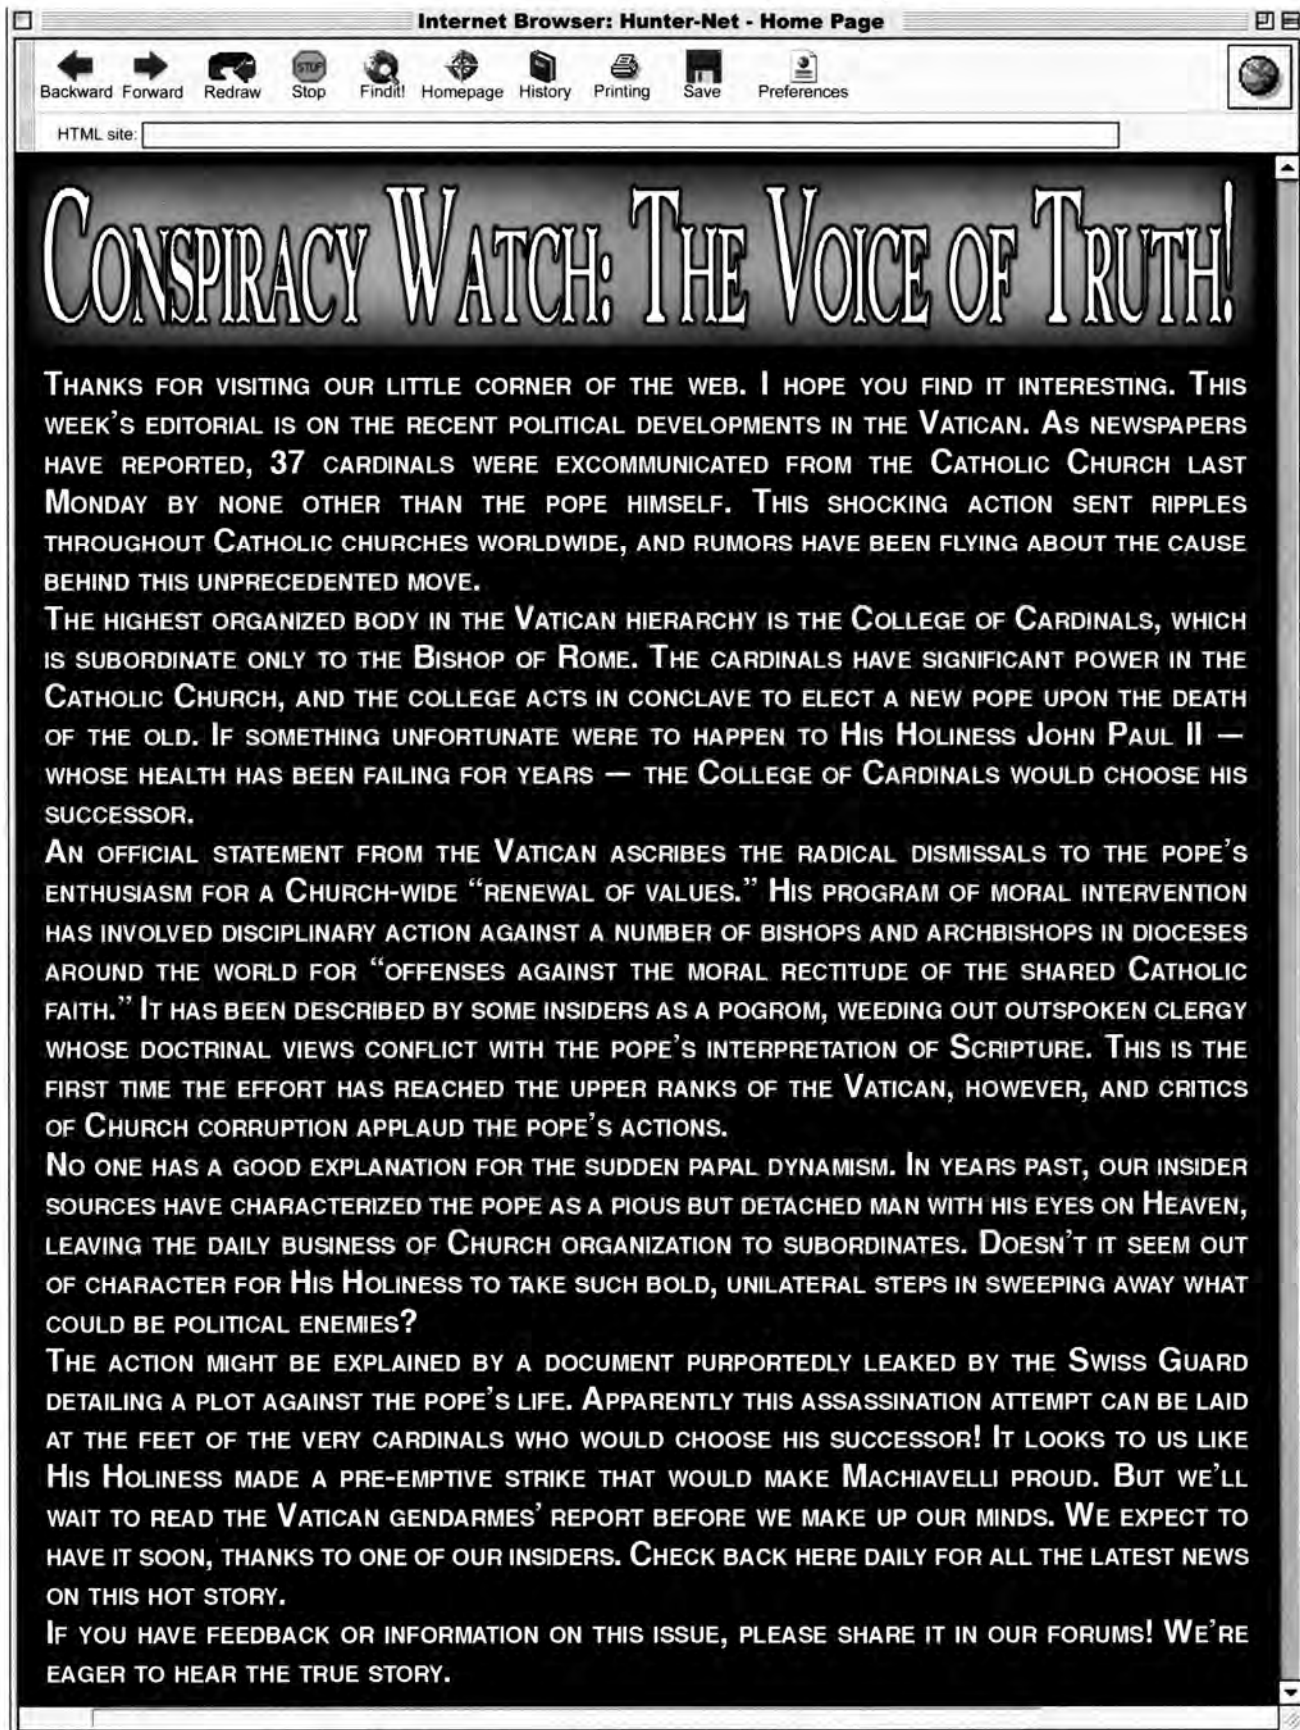 Internet Browser: Hunter-Net - Home Page
Backward Forward Redraw Stop Findit! Homepage History Printing Save Preferences
HTML site:
CONSPIRACY WATCH: THE VOICE OF TRUTH!
THANKS FOR VISITING OUR LITTLE CORNER OF THE WEB. I HOPE YOU FIND IT INTERESTING. THIS
WEEK'S EDITORIAL IS ON THE RECENT POLITICAL DEVELOPMENTS IN THE VATICAN. AS NEWSPAPERS
HAVE REPORTED, 37 CARDINALS WERE EXCOMMUNICATED FROM THE CATHOLIC CHURCH LAST
MONDAY BY NONE OTHER THAN THE POPE HIMSELF. THIS SHOCKING ACTION SENT RIPPLES
THROUGHOUT CATHOLIC CHURCHES WORLDWIDE, AND RUMORS HAVE BEEN FLYING ABOUT THE CAUSE
BEHIND THIS UNPRECEDENTED MOVE.
THE HIGHEST ORGANIZED BODY IN THE VATICAN HIERARCHY IS THE COLLEGE OF CARDINALS, WHICH
IS SUBORDINATE ONLY TO THE BISHOP OF ROME. THE CARDINALS HAVE SIGNIFICANT POWER IN THE
CATHOLIC CHURCH, AND THE COLLEGE ACTS IN CONCLAVE TO ELECT A NEW POPE UPON THE DEATH
OF THE OLD. IF SOMETHING UNFORTUNATE WERE TO HAPPEN TO HIS HOLINESS JOHN PAUL II —
WHOSE HEALTH HAS BEEN FAILING FOR YEARS — THE COLLEGE OF CARDINALS WOULD CHOOSE HIS
SUCCESSOR.
AN OFFICIAL STATEMENT FROM THE VATICAN ASCRIBES THE RADICAL DISMISSALS TO THE POPE'S
ENTHUSIASM FOR A CHURCH-WIDE "RENEWAL OF VALUES." HIS PROGRAM OF MORAL INTERVENTION
HAS INVOLVED DISCIPLINARY ACTION AGAINST A NUMBER OF BISHOPS AND ARCHBISHOPS IN DIOCESES
AROUND THE WORLD FOR "OFFENSES AGAINST THE MORAL RECTITUDE OF THE SHARED CATHOLIC
FAITH." IT HAS BEEN DESCRIBED BY SOME INSIDERS AS A POGROM, WEEDING OUT OUTSPOKEN CLERGY
WHOSE DOCTRINAL VIEWS CONFLICT WITH THE POPE'S INTERPRETATION OF SCRIPTURE. THIS IS THE
FIRST TIME THE EFFORT HAS REACHED THE UPPER RANKS OF THE VATICAN, HOWEVER, AND CRITICS
OF CHURCH CORRUPTION APPLAUD THE POPE'S ACTIONS.
NO ONE HAS A GOOD EXPLANATION FOR THE SUDDEN PAPAL DYNAMISM. IN YEARS PAST, OUR INSIDER
SOURCES HAVE CHARACTERIZED THE POPE AS A PIOUS BUT DETACHED MAN WITH HIS EYES ON HEAVEN,
LEAVING THE DAILY BUSINESS OF CHURCH ORGANIZATION TO SUBORDINATES. DOESN'T IT SEEM OUT
OF CHARACTER FOR HIS HOLINESS TO TAKE SUCH BOLD, UNILATERAL STEPS IN SWEEPING AWAY WHAT
COULD BE POLITICAL ENEMIES?
THE ACTION MIGHT BE EXPLAINED BY A DOCUMENT PURPORTEDLY LEAKED BY THE SWISS GUARD
DETAILING A PLOT AGAINST THE POPE'S LIFE. APPARENTLY THIS ASSASSINATION ATTEMPT CAN BE LAID
AT THE FEET OF THE VERY CARDINALS WHO WOULD CHOOSE HIS SUCCESSOR! IT LOOKS TO US LIKE
HIS HOLINESS MADE A PRE-EMPTIVE STRIKE THAT WOULD MAKE MACHIAVELLI PROUD. BUT WE'LL
WAIT TO READ THE VATICAN GENDARMES' REPORT BEFORE WE MAKE UP OUR MINDS. WE EXPECT TO
HAVE IT SOON, THANKS TO ONE OF OUR INSIDERS. CHECK BACK HERE DAILY FOR ALL THE LATEST NEWS
ON THIS HOT STORY.
IF YOU HAVE FEEDBACK OR INFORMATION ON THIS ISSUE, PLEASE SHARE IT IN OUR FORUMS! WE'RE
EAGER TO HEAR THE TRUE STORY.